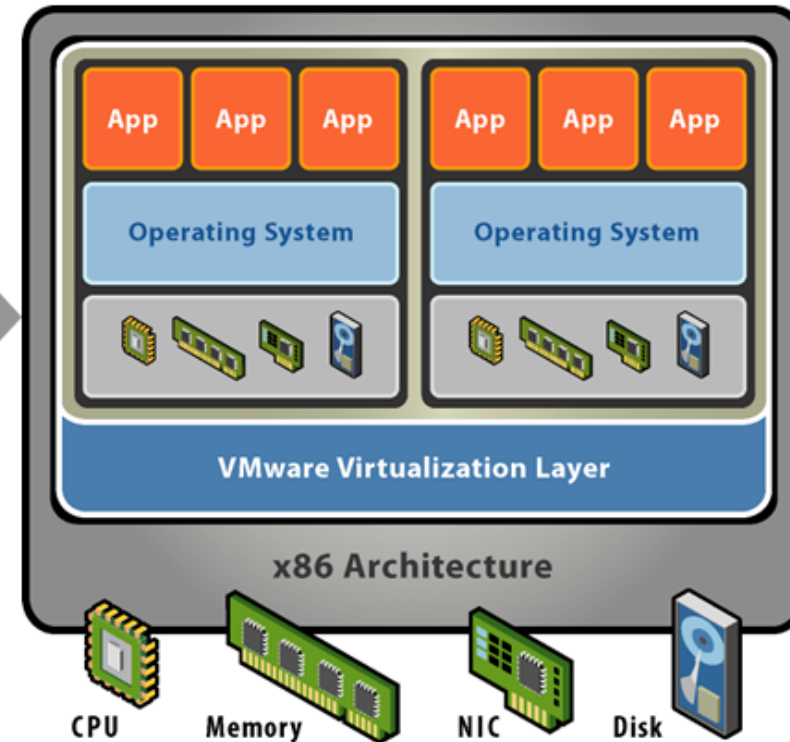 App App App App App App
Operating System Operating System
VMware Virtualization Layer
x86 Architecture
CPU Memory NIC Disk